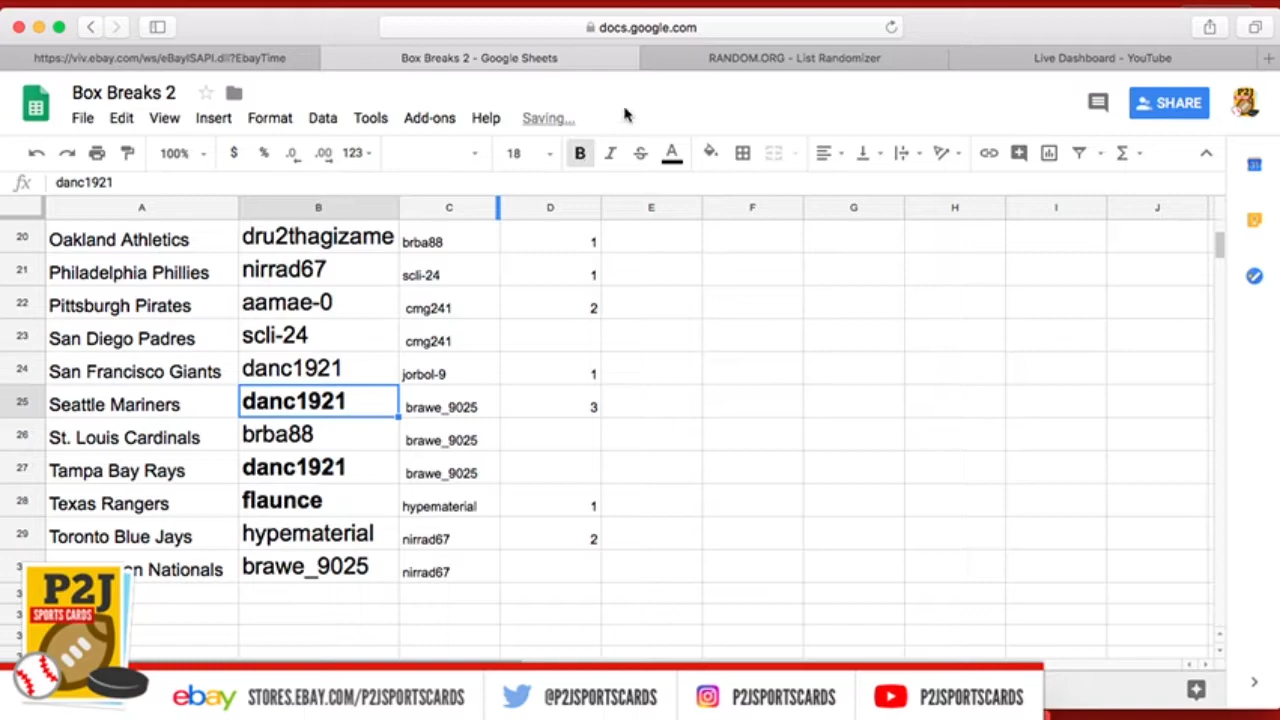 docs.google.com
https://viv.ebay.com/ws/eBayISAPI.dll?EbayTime
Box Breaks 2 - Google Sheets
RANDOM.ORG - List Randomizer
Live Dashboard - YouTube
Box Breaks 2
File Edit View Insert Format Data Tools Add-ons Help Saving...
SHARE
100% $ % .0 .00 123 18 B I S A
fx danc1921
A B C D E F G H I J
20 Oakland Athletics dru2thagizame brba88 1
21 Philadelphia Phillies nirrad67 scli-24 1
22 Pittsburgh Pirates aamae-0 cmg241 2
23 San Diego Padres scli-24 cmg241
24 San Francisco Giants danc1921 jorbol-9 1
25 Seattle Mariners danc1921 brawe_9025 3
26 St. Louis Cardinals brba88 brawe_9025
27 Tampa Bay Rays danc1921 brawe_9025
28 Texas Rangers flaunce hypematerial 1
29 Toronto Blue Jays hypematerial nirrad67 2
on Nationals brawe_9025 nirrad67
P2J
SPORTS CARDS
ebay STORES.EBAY.COM/P2JSPORTSCARDS @P2JSPORTSCARDS P2JSPORTSCARDS P2JSPORTSCARDS